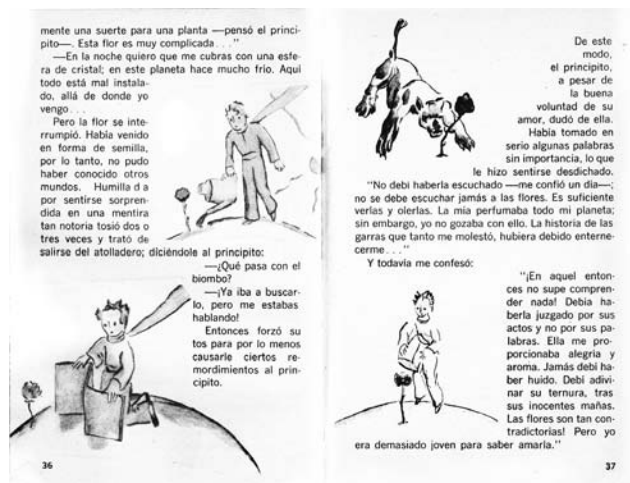 mente una suerte para una planta —pensó el princi-
pito—. Esta flor es muy complicada. . ."
—En la noche quiero que me cubras con una esfe-
ra de cristal; en este planeta hace mucho frío. Aquí
todo está mal instala-
do, allá de donde yo
vengo. . .
Pero la flor se inte-
rrumpió. Había venido
en forma de semilla,
por lo tanto, no pudo
haber conocido otros
mundos. Humillada
por sentirse sorpren-
dida en una mentira
tan notoria tosió dos o
tres veces y trató de
salirse del atolladero; diciéndole al principito:
—¿Qué pasa con el
biombo?
—¡Ya iba a buscar-
lo, pero me estabas
hablando!
Entonces forzó su
tos para por lo menos
causarle ciertos re-
mordimientos al prin-
cipito.
36
De este
modo,
el principito,
a pesar de
la buena
voluntad de su
amor, dudó de ella.
Había tomado en
serio algunas palabras
sin importancia, lo que
le hizo sentirse desdichado.
"No debí haberla escuchado —me confió un día—;
no se debe escuchar jamás a las flores. Es suficiente
verlas y olerlas. La mía perfumaba todo mi planeta;
sin embargo, yo no gozaba con ello. La historia de las
garras que tanto me molestó, hubiera debido enterne-
cerme. . ."
Y todavía me confesó:
"¡En aquel enton-
ces no supe compren-
der nada! Debía ha-
berla juzgado por sus
actos y no por sus pa-
labras. Ella me pro-
porcionaba alegría y
aroma. Jamás debí ha-
ber huido. Debí adivi-
nar su ternura, tras
sus inocentes mañas.
Las flores son tan con-
tradictorias! Pero yo
era demasiado joven para saber amarla."
37